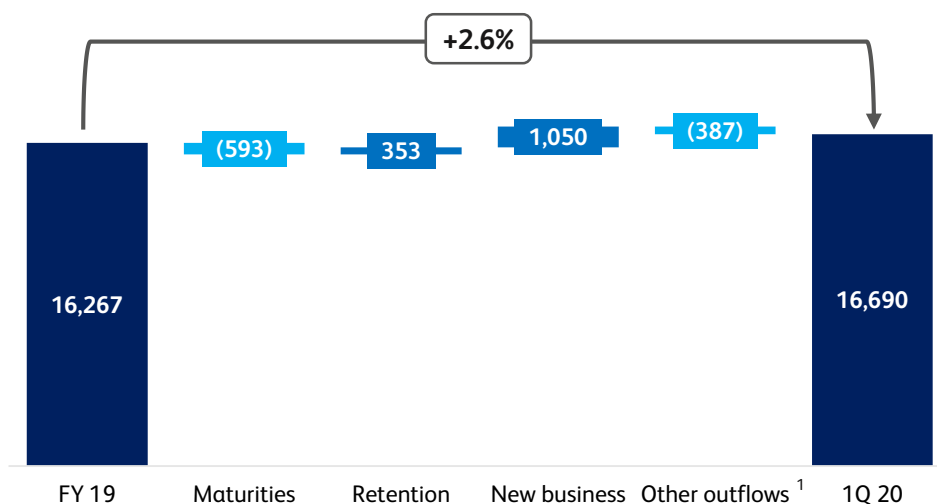 +2.6%
(593)
353
1,050
(387)
16,267
16,690
FY 19
Maturities
Retention
New business
Other outflows 1
1Q 20